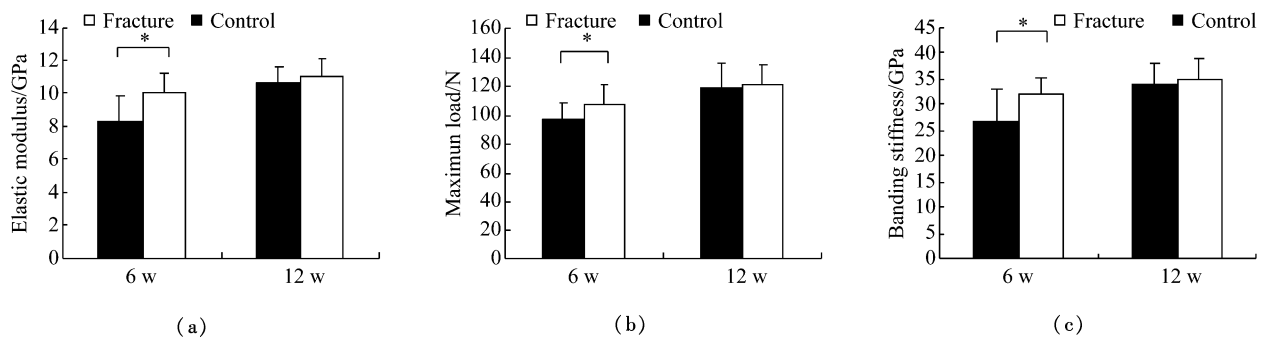 □ Fracture ■ Control
*
Elastic modulus/GPa
14
12
10
8
6
4
2
0
6 w
12 w
(a)
□ Fracture ■ Control
*
Maximun load/N
160
140
120
100
80
60
40
20
0
6 w
12 w
(b)
□ Fracture ■ Control
*
Banding stiffness/GPa
45
40
35
30
25
20
15
10
5
0
6 w
12 w
(c)